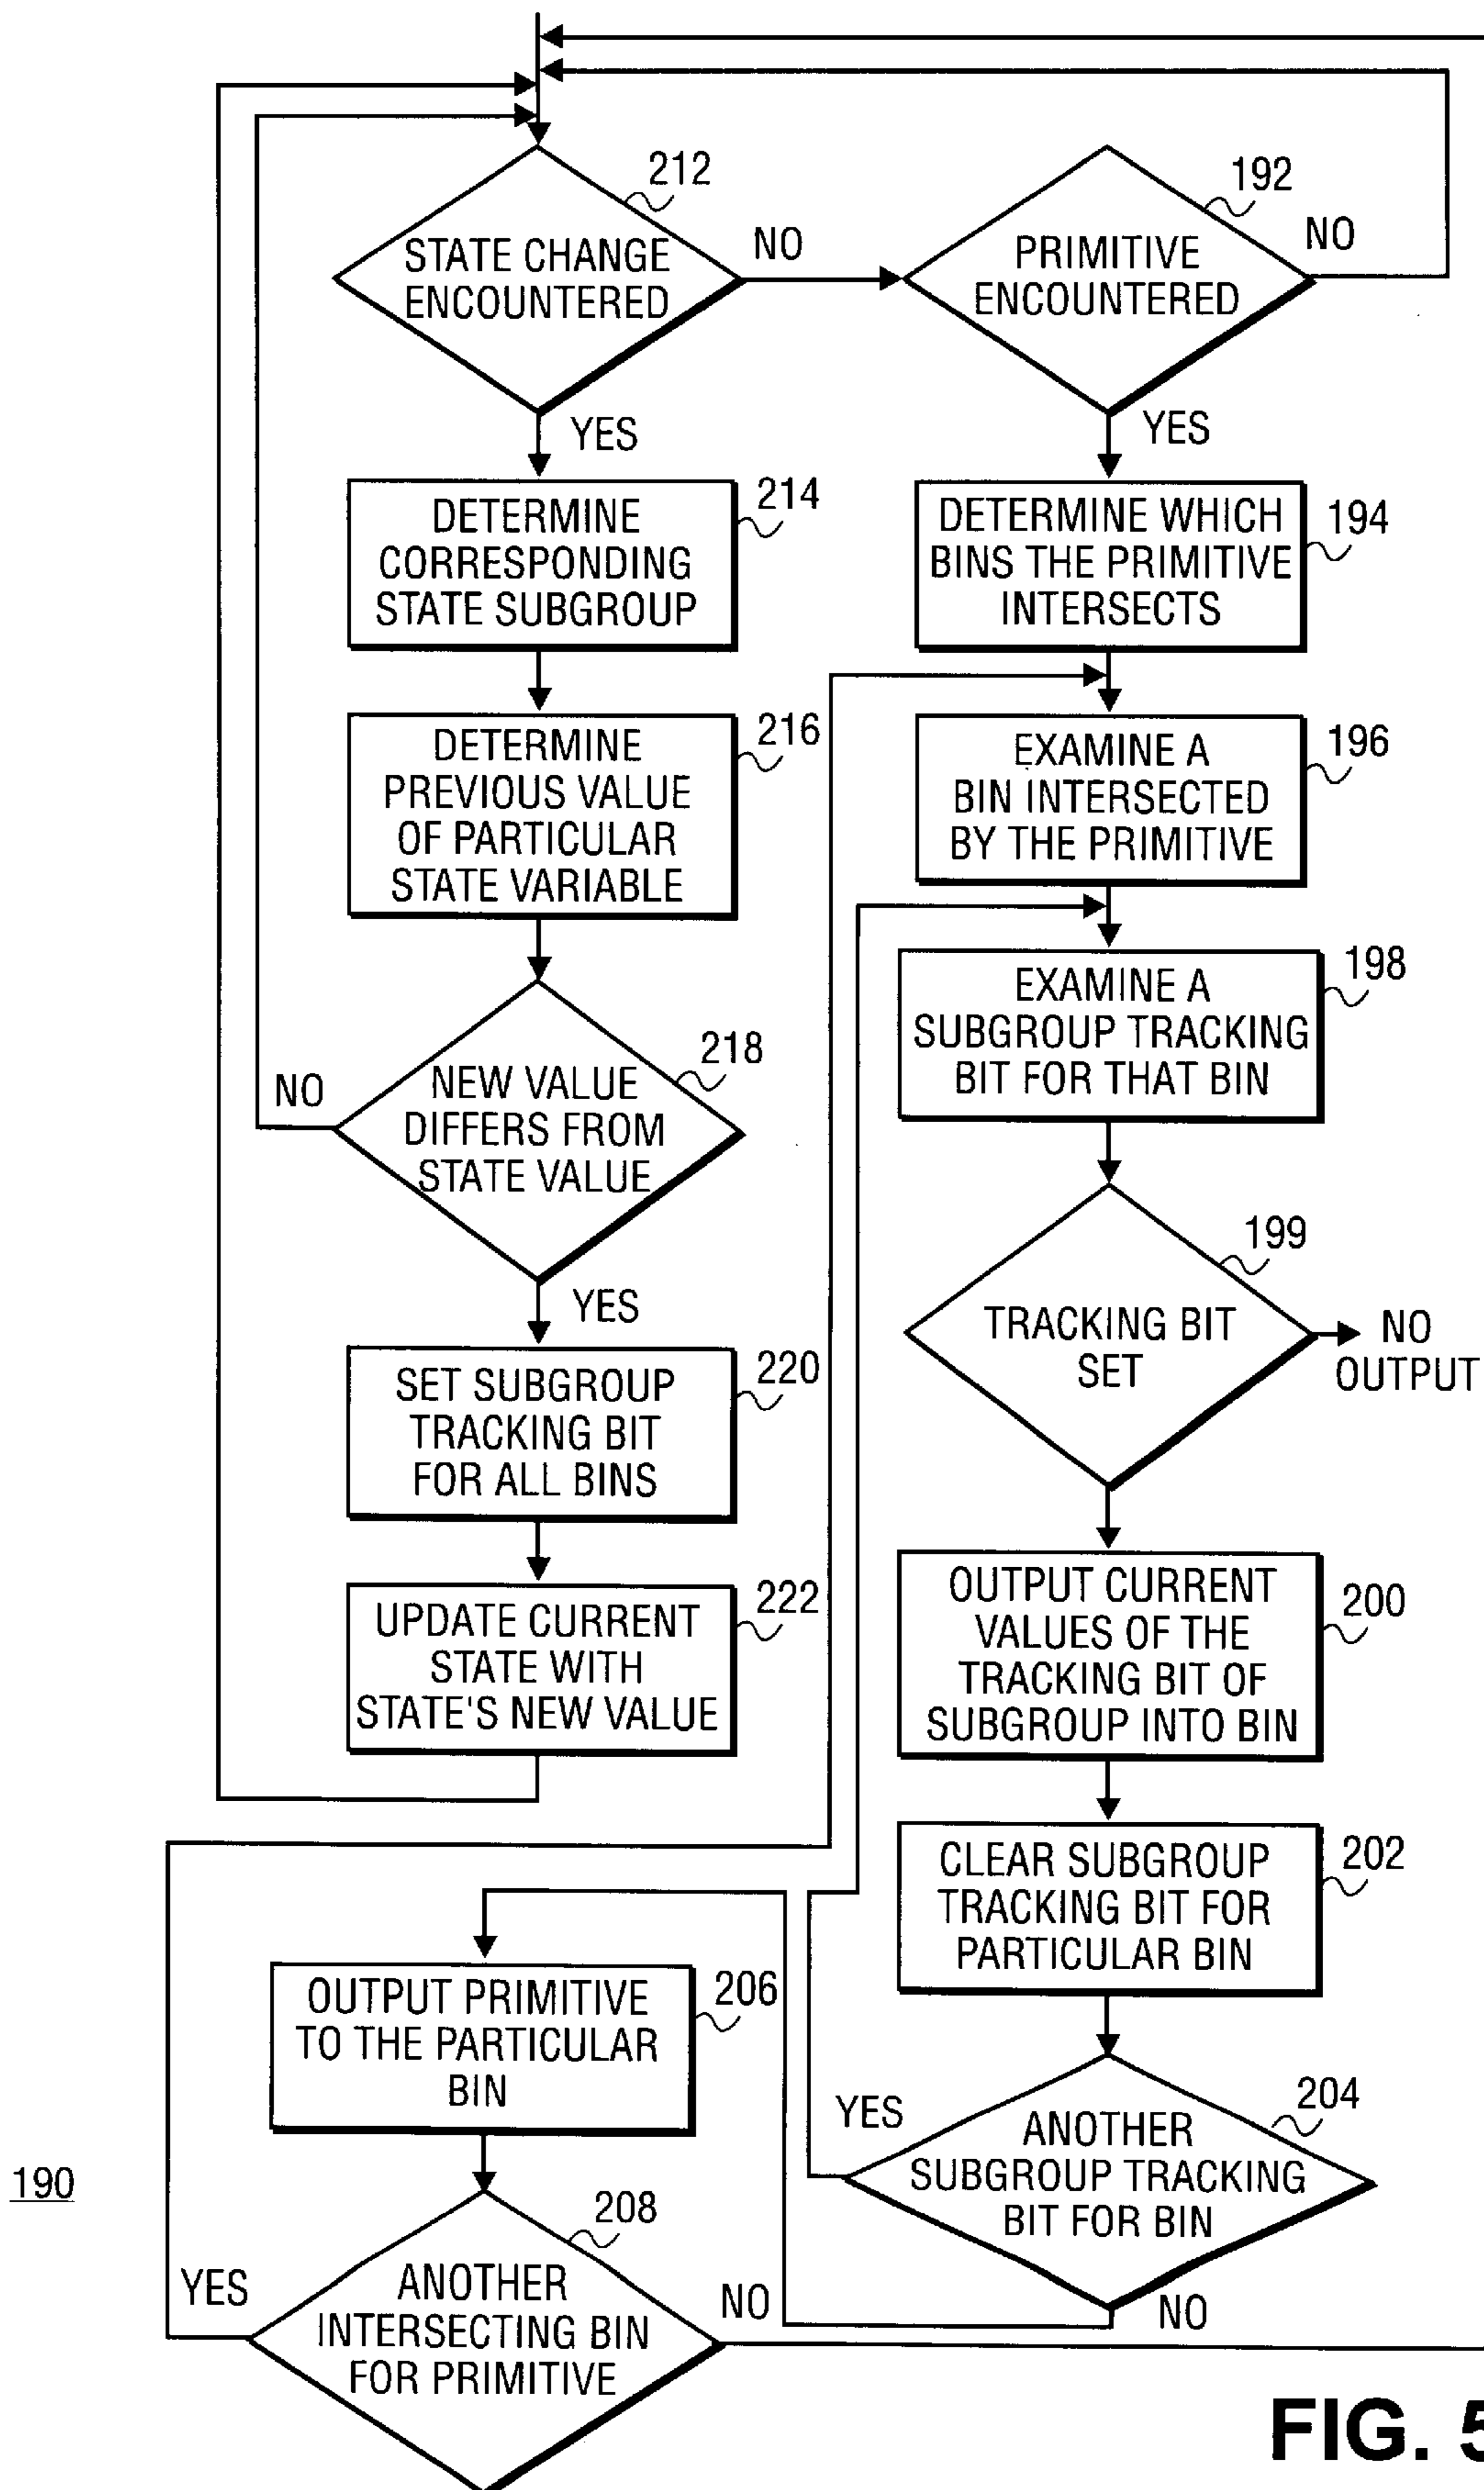 212
STATE CHANGE
ENCOUNTERED
NO
192
PRIMITIVE
ENCOUNTERED
NO
YES
YES
214
DETERMINE
CORRESPONDING
STATE SUBGROUP
194
DETERMINE WHICH
BINS THE PRIMITIVE
INTERSECTS
216
DETERMINE
PREVIOUS VALUE
OF PARTICULAR
STATE VARIABLE
196
EXAMINE A
BIN INTERSECTED
BY THE PRIMITIVE
198
EXAMINE A
SUBGROUP TRACKING
BIT FOR THAT BIN
218
NO
NEW VALUE
DIFFERS FROM
STATE VALUE
YES
199
TRACKING BIT
SET
NO
OUTPUT
220
SET SUBGROUP
TRACKING BIT
FOR ALL BINS
222
UPDATE CURRENT
STATE WITH
STATE'S NEW VALUE
200
OUTPUT CURRENT
VALUES OF THE
TRACKING BIT OF
SUBGROUP INTO BIN
202
CLEAR SUBGROUP
TRACKING BIT FOR
PARTICULAR BIN
206
OUTPUT PRIMITIVE
TO THE PARTICULAR
BIN
204
YES
ANOTHER
SUBGROUP TRACKING
BIT FOR BIN
NO
190
208
YES
ANOTHER
INTERSECTING BIN
FOR PRIMITIVE
NO
FIG. 5